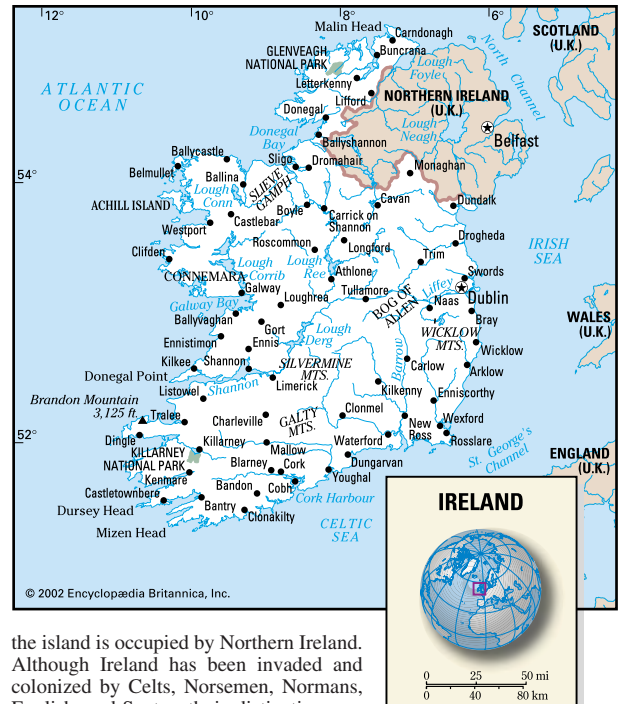 12°
10°
8°
6°
Malin Head
Carndonagh
SCOTLAND
(U.K.)
GLENVEAGH
NATIONAL PARK
Buncrana
Lough
Foyle
North Channel
Letterkenny
ATLANTIC
OCEAN
Lifford
NORTHERN IRELAND
(U.K.)
Donegal
Lough
Neagh
Belfast
Donegal
Bay
Ballyshannon
Ballycastle
Sligo
Dromahair
Monaghan
Belmullet
54°
54°
Ballina
SLIEVE
GAMPH
Lough
Conn
Cavan
Dundalk
ACHILL ISLAND
Boyle
Carrick on
Shannon
Castlebar
Westport
Drogheda
Roscommon
Longford
IRISH
SEA
Clifden
Lough
Corrib
Lough
Ree
Trim
CONNEMARA
Athlone
Swords
Galway
Tullamore
Liffey
Dublin
Galway Bay
Loughrea
BOG OF
ALLEN
Naas
Ballyvaghan
Bray
WALES
(U.K.)
Gort
Lough
Derg
WICKLOW
MTS.
Ennistimon
Ennis
Barrow
Wicklow
Kilkee
Shannon
SILVERMINE
MTS.
Carlow
Arklow
Donegal Point
Shannon
Limerick
Listowel
Kilkenny
Enniscorthy
Brandon Mountain
3,125 ft.
Tralee
Charleville
GALTY
MTS.
Clonmel
New
Ross
Wexford
52°
52°
Dingle
Killarney
Waterford
Rosslare
KILLARNEY
NATIONAL PARK
Mallow
St. George's
Channel
ENGLAND
(U.K.)
Blarney
Cork
Dungarvan
Kenmare
Youghal
Castletownbere
Bandon
Cobh
Cork Harbour
Dursey Head
Bantry
Clonakilty
Mizen Head
CELTIC
SEA
IRELAND
© 2002 Encyclopædia Britannica, Inc.
0 25 50 mi
0 40 80 km
the island is occupied by Northern Ireland.
Although Ireland has been invaded and
colonized by Celts, Norsemen, Normans,